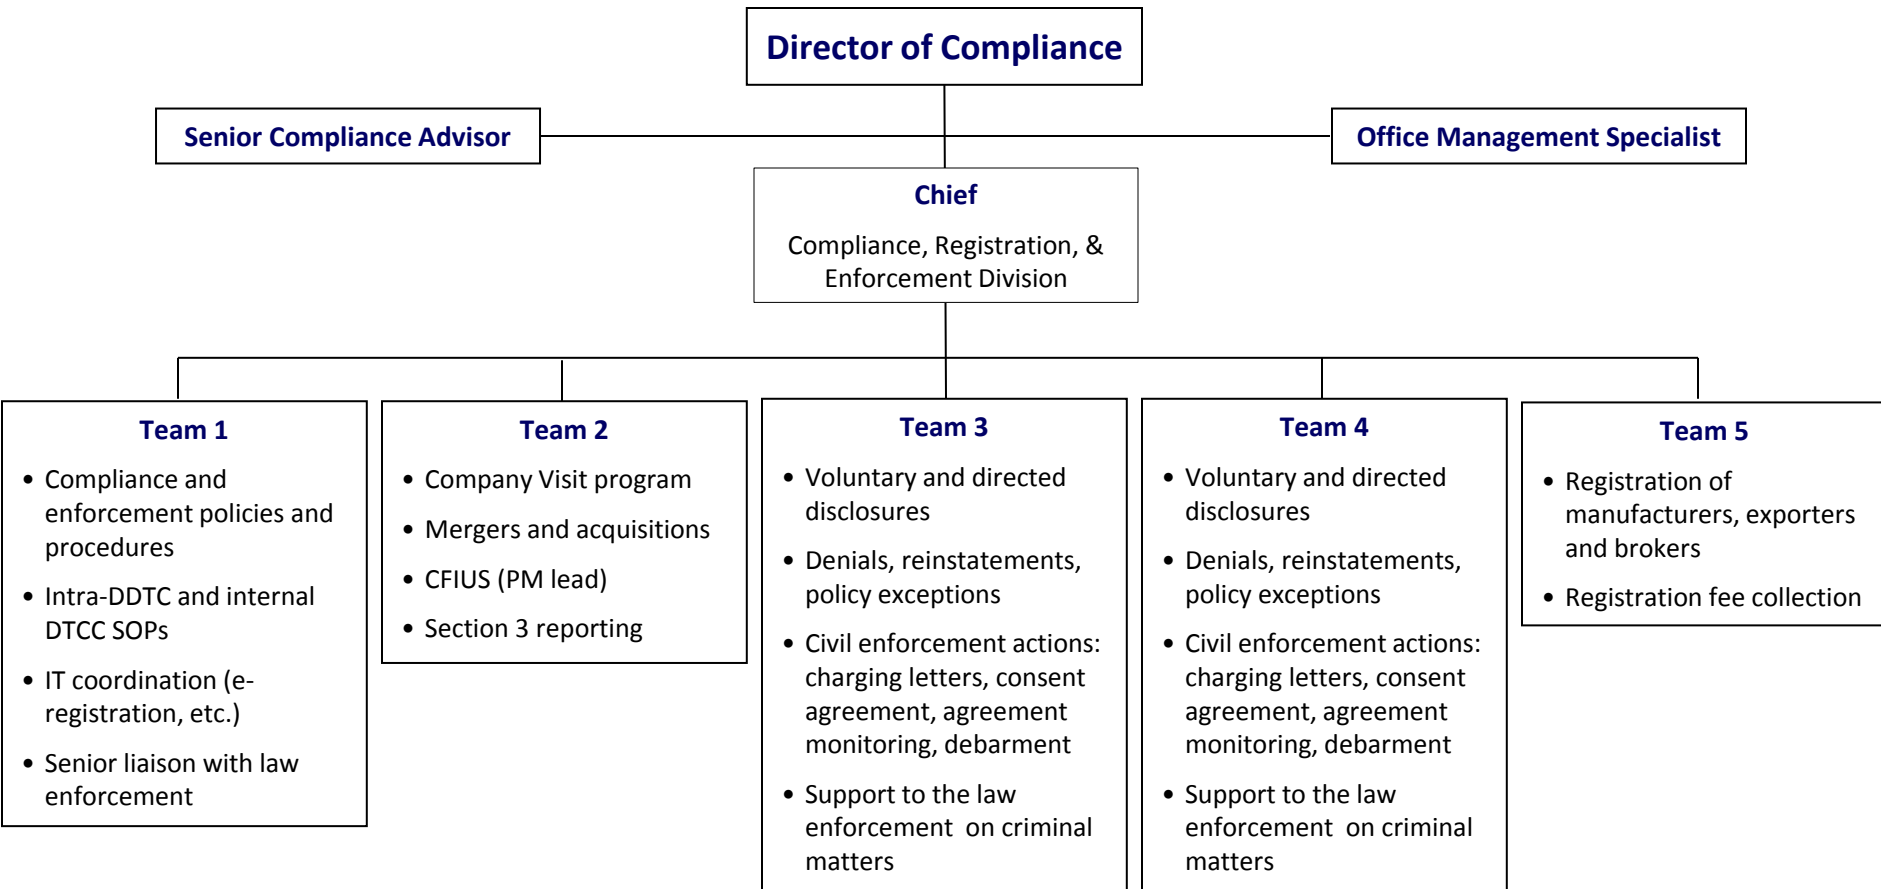 Director of Compliance
Senior Compliance Advisor
Office Management Specialist
Chief
Compliance, Registration, &
Enforcement Division
Team 1
• Compliance and
enforcement policies and
procedures
• Intra-DDTC and internal
DTCC SOPs
• IT coordination (e-
registration, etc.)
• Senior liaison with law
enforcement
Team 2
• Company Visit program
• Mergers and acquisitions
• CFIUS (PM lead)
• Section 3 reporting
Team 3
• Voluntary and directed
disclosures
• Denials, reinstatements,
policy exceptions
• Civil enforcement actions:
charging letters, consent
agreement, agreement
monitoring, debarment
• Support to the law
enforcement  on criminal
matters
Team 4
• Voluntary and directed
disclosures
• Denials, reinstatements,
policy exceptions
• Civil enforcement actions:
charging letters, consent
agreement, agreement
monitoring, debarment
• Support to the law
enforcement  on criminal
matters
Team 5
• Registration of
manufacturers, exporters
and brokers
• Registration fee collection